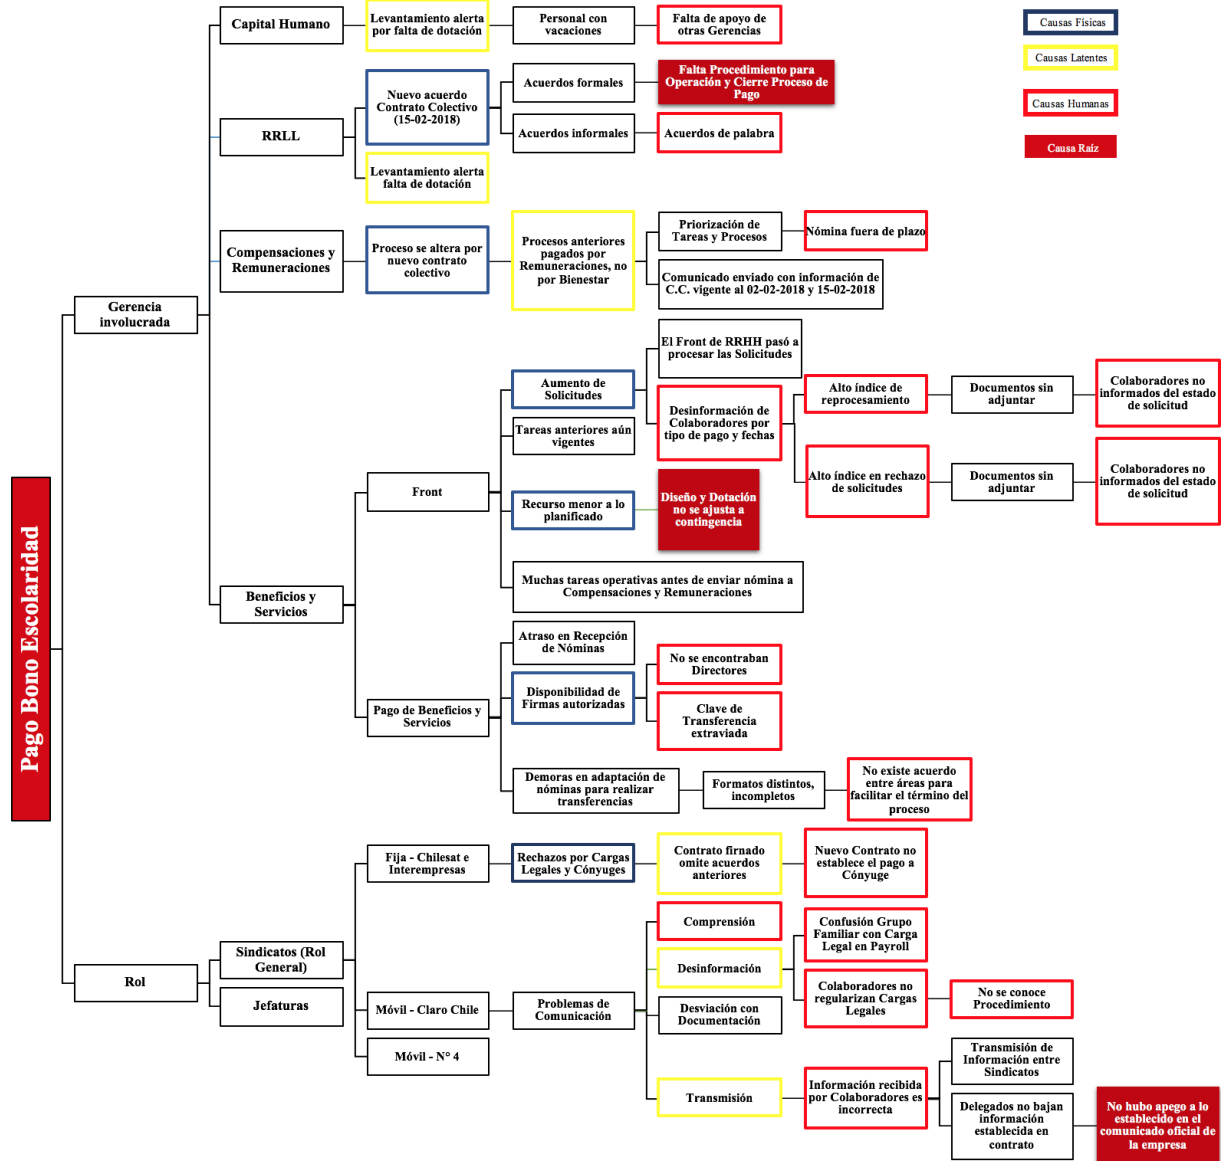 Capital Humano
Levantamiento alerta
por falta de dotación
Personal con
vacaciones
Falta de apoyo de
otras Gerencias
Causas Físicas
Causas Latentes
Causas Humanas
Causa Raíz
RRLL
Nuevo acuerdo
Contrato Colectivo
(15-02-2018)
Acuerdos formales
Falta Procedimiento para
Operación y Cierre Proceso de
Pago
Acuerdos informales
Acuerdos de palabra
Levantamiento alerta
falta de dotación
Compensaciones y
Remuneraciones
Proceso se altera por
nuevo contrato
colectivo
Procesos anteriores
pagados por
Remuneraciones, no
por Bienestar
Priorización de
Tareas y Procesos
Nómina fuera de plazo
Comunicado enviado con información de
C.C. vigente al 02-02-2018 y 15-02-2018
Gerencia
involucrada
Beneficios y
Servicios
Front
Aumento de
Solicitudes
El Front de RRHH pasó a
procesar las Solicitudes
Desinformación de
Colaboradores por
tipo de pago y fechas
Alto índice de
reprocesamiento
Documentos sin
adjuntar
Colaboradores no
informados del estado
de solicitud
Alto índice en rechazo
de solicitudes
Documentos sin
adjuntar
Colaboradores no
informados del estado
de solicitud
Tareas anteriores aún
vigentes
Recurso menor a lo
planificado
Diseño y Dotación
no se ajusta a
contingencia
Muchas tareas operativas antes de enviar nómina a
Compensaciones y Remuneraciones
Pago de Beneficios y
Servicios
Atraso en Recepción
de Nóminas
Disponibilidad de
Firmas autorizadas
No se encontraban
Directores
Clave de
Transferencia
extraviada
Demoras en adaptación de
nóminas para realizar
transferencias
Formatos distintos,
incompletos
No existe acuerdo
entre áreas para
facilitar el término del
proceso
Pago Bono Escolaridad
Rol
Sindicatos (Rol
General)
Jefaturas
Fija - Chilesat e
Interempresas
Rechazos por Cargas
Legales y Cónyuges
Contrato firnado
omite acuerdos
anteriores
Nuevo Contrato no
establece el pago a
Cónyuge
Móvil - Claro Chile
Problemas de
Comunicación
Comprensión
Desinformación
Confusión Grupo
Familiar con Carga
Legal en Payroll
Colaboradores no
regularizan Cargas
Legales
No se conoce
Procedimiento
Desviación con
Documentación
Transmisión
Información recibida
por Colaboradores es
incorrecta
Transmisión de
Información entre
Sindicatos
Delegados no bajan
información
establecida en
contrato
No hubo apego a lo
establecido en el
comunicado oficial de
la empresa
Móvil - N° 4